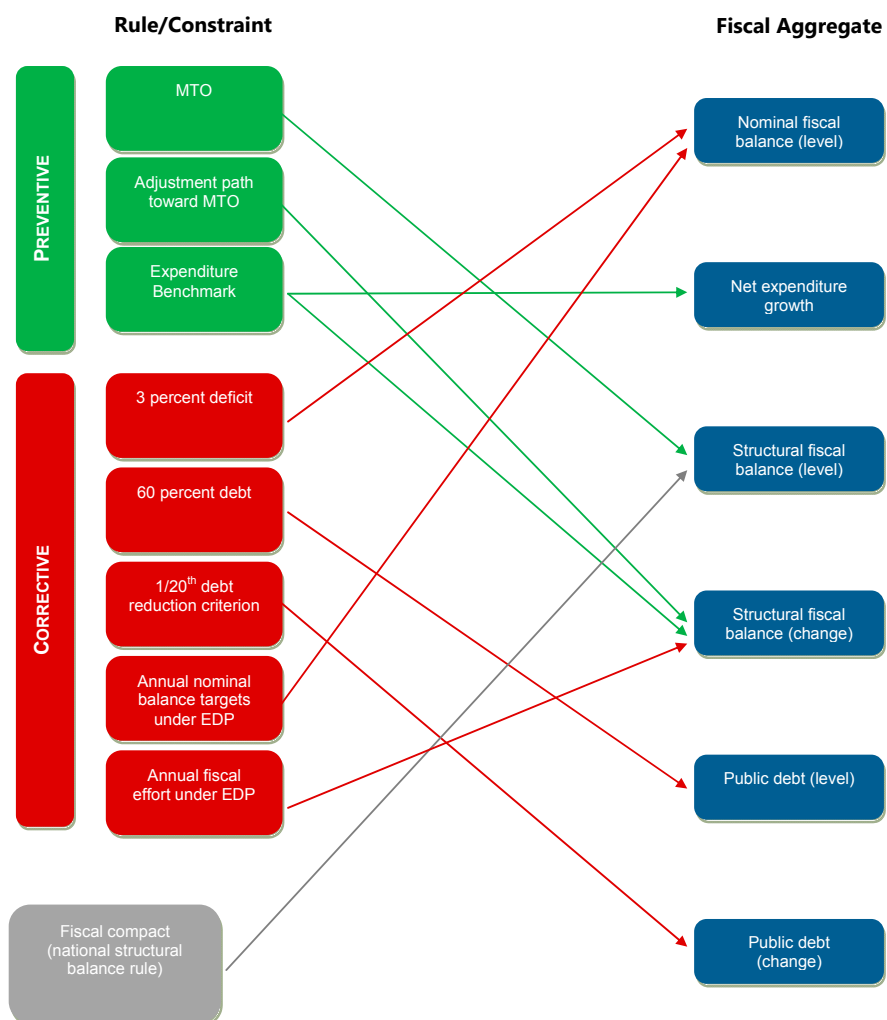 Rule/Constraint
Fiscal Aggregate
PREVENTIVE
MTO
Adjustment path
toward MTO
Expenditure
Benchmark
CORRECTIVE
3 percent deficit
60 percent debt
1/20th debt
reduction criterion
Annual nominal
balance targets
under EDP
Annual fiscal
effort under EDP
Fiscal compact
(national structural
balance rule)
Nominal fiscal
balance (level)
Net expenditure
growth
Structural fiscal
balance (level)
Structural fiscal
balance (change)
Public debt (level)
Public debt
(change)